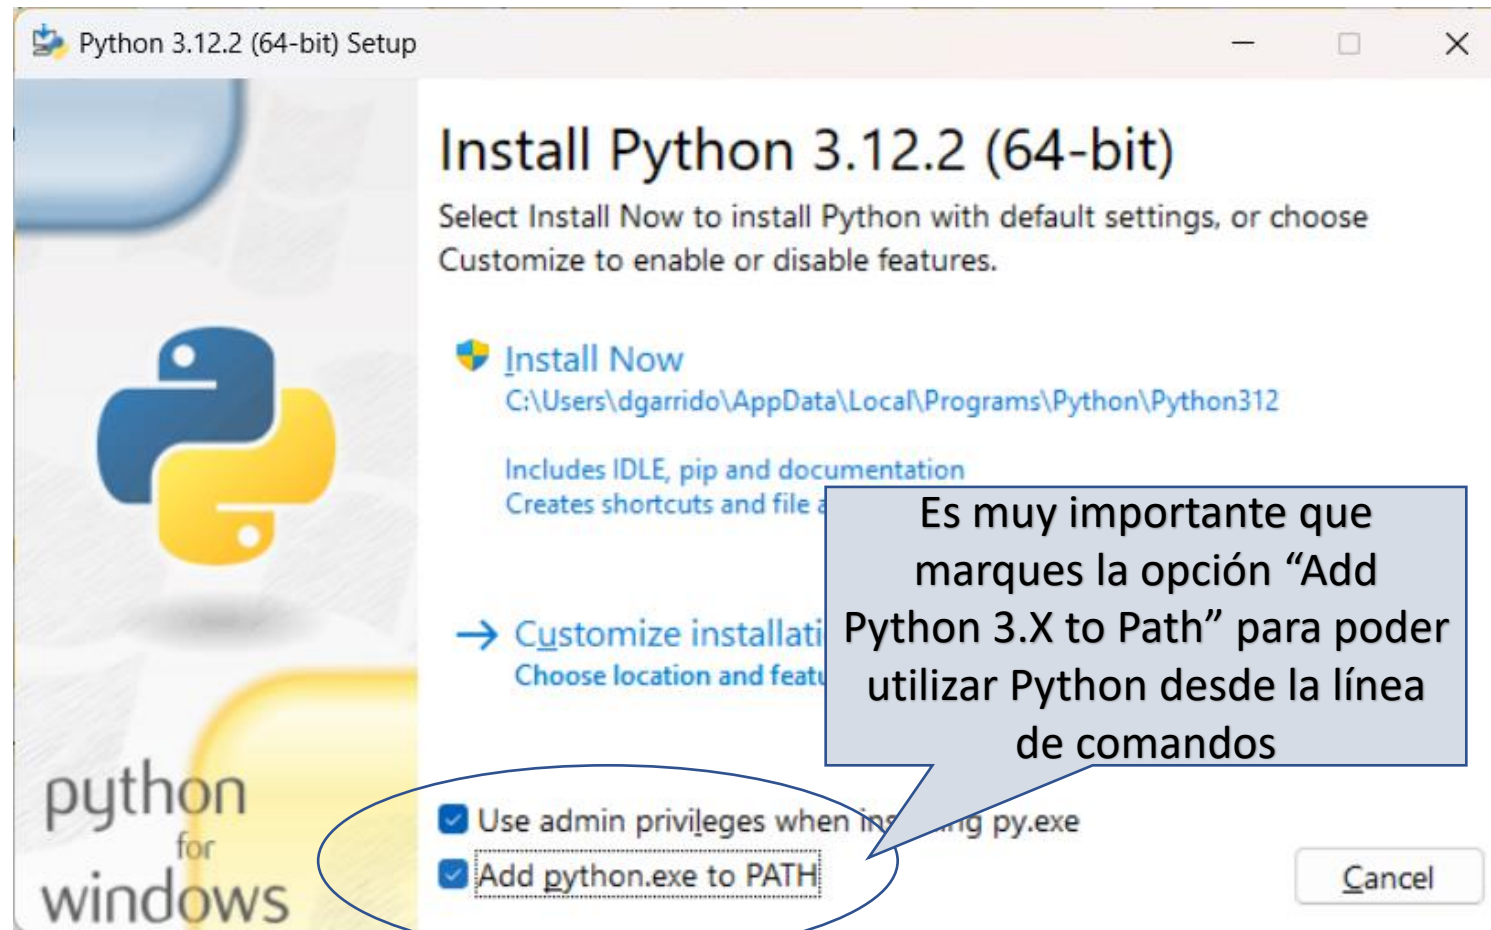 Python 3.12.2 (64-bit) Setup
Install Python 3.12.2 (64-bit)
Select Install Now to install Python with default settings, or choose
Customize to enable or disable features.
Install Now
C:\Users\dgarrido\AppData\Local\Programs\Python\Python312
Includes IDLE, pip and documentation
Creates shortcuts and file
Es muy importante que
marques la opción “Add
Python 3.X to Path” para poder
utilizar Python desde la línea
de comandos
Customize
Choose location and
Use admin privileges when py.exe
Add python.exe to PATH
Cancel
python
for
windows